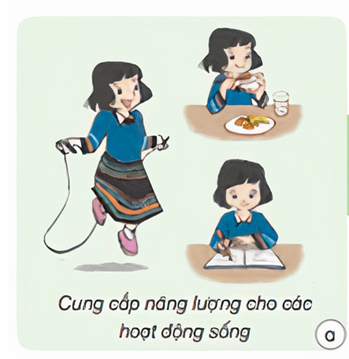 Cung cấp năng lượng cho các
hoạt động sống
a